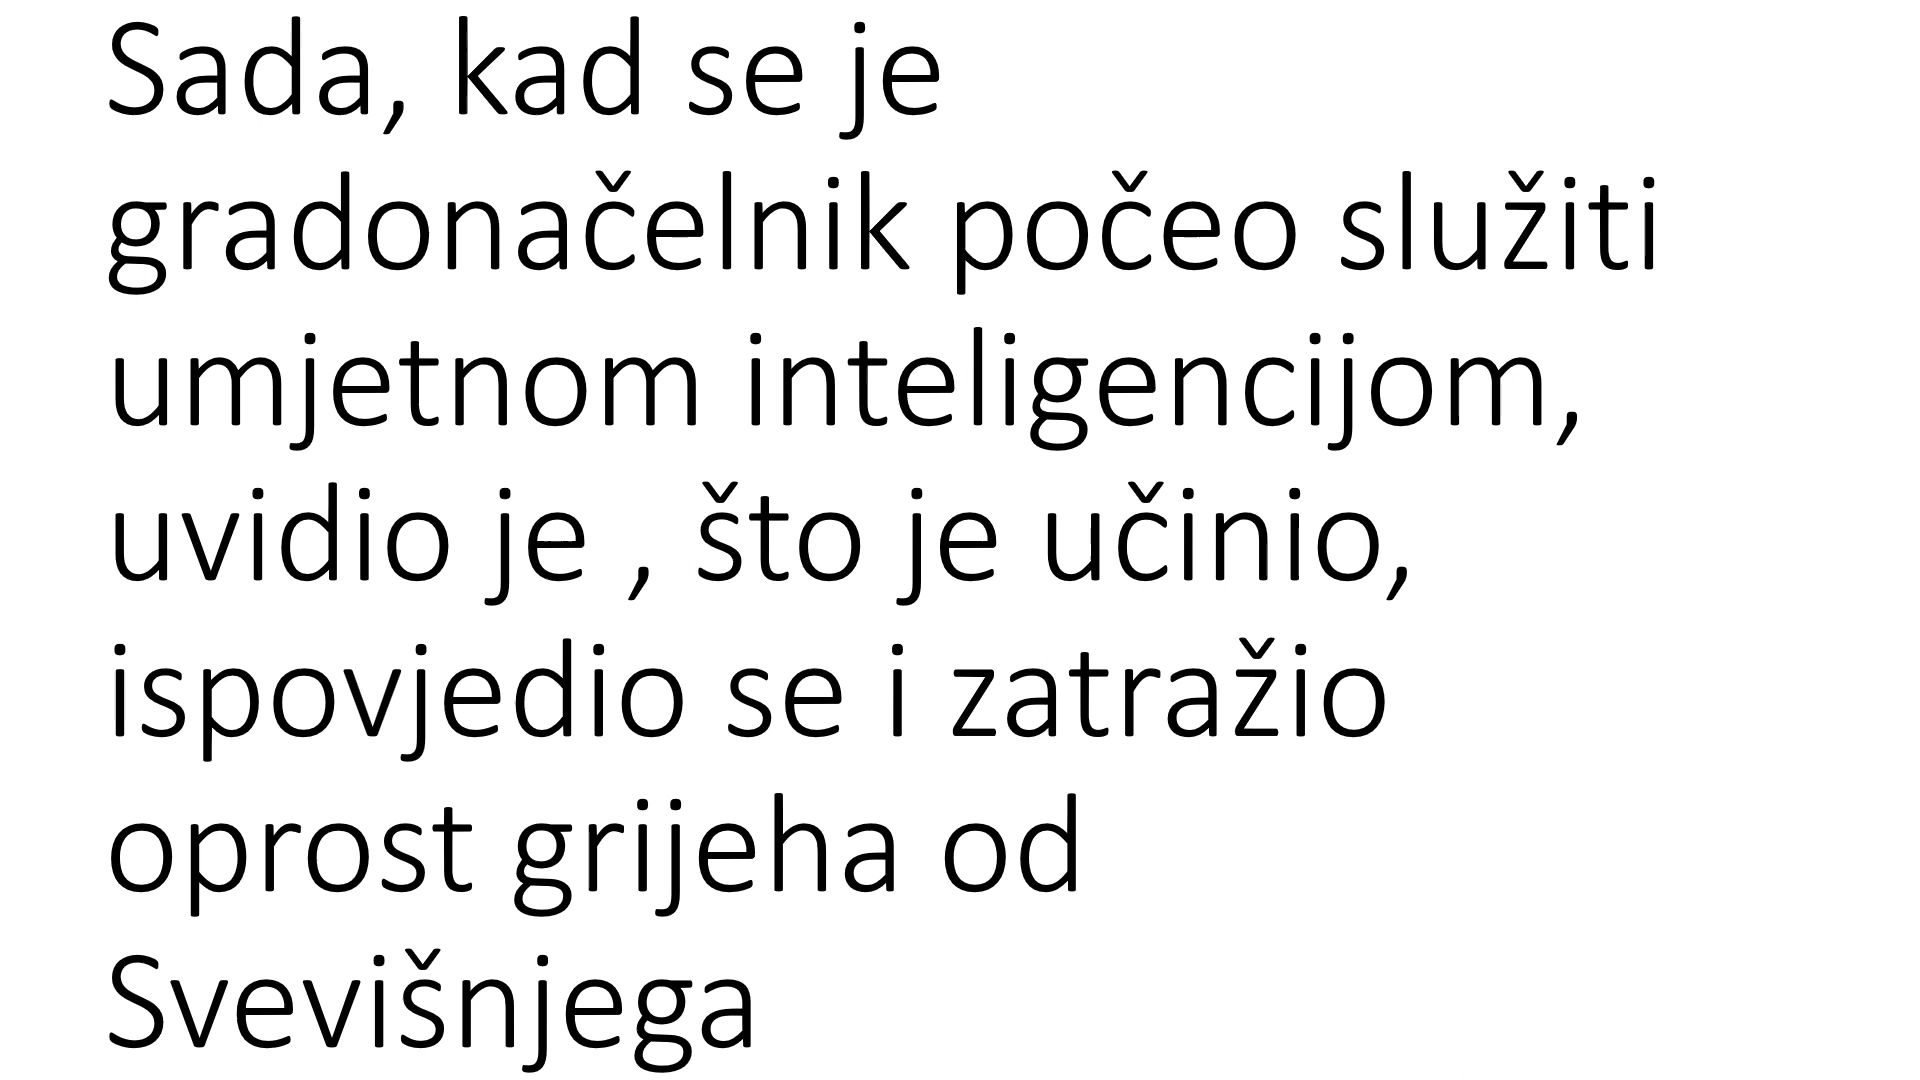 Sada, kad se je
gradonačelnik počeo služiti
umjetnom inteligencijom,
uvidio je , što je učinio,
ispovjedio se i zatražio
oprost grijeha od
Svevišnjega